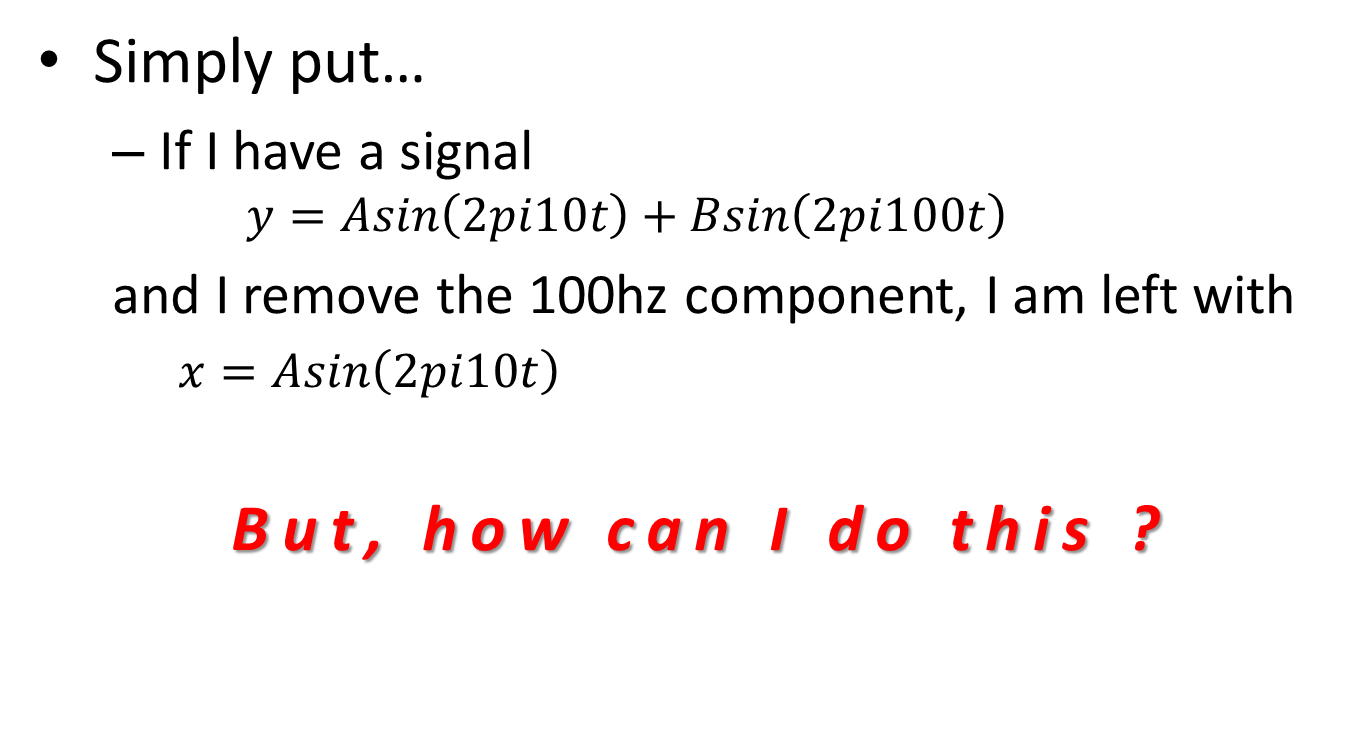 • Simply put…
– If I have a signal
y = Asin(2pi10t) + Bsin(2pi100t)
and I remove the 100hz component, I am left with
x = Asin(2pi10t)
But, how can I do this ?